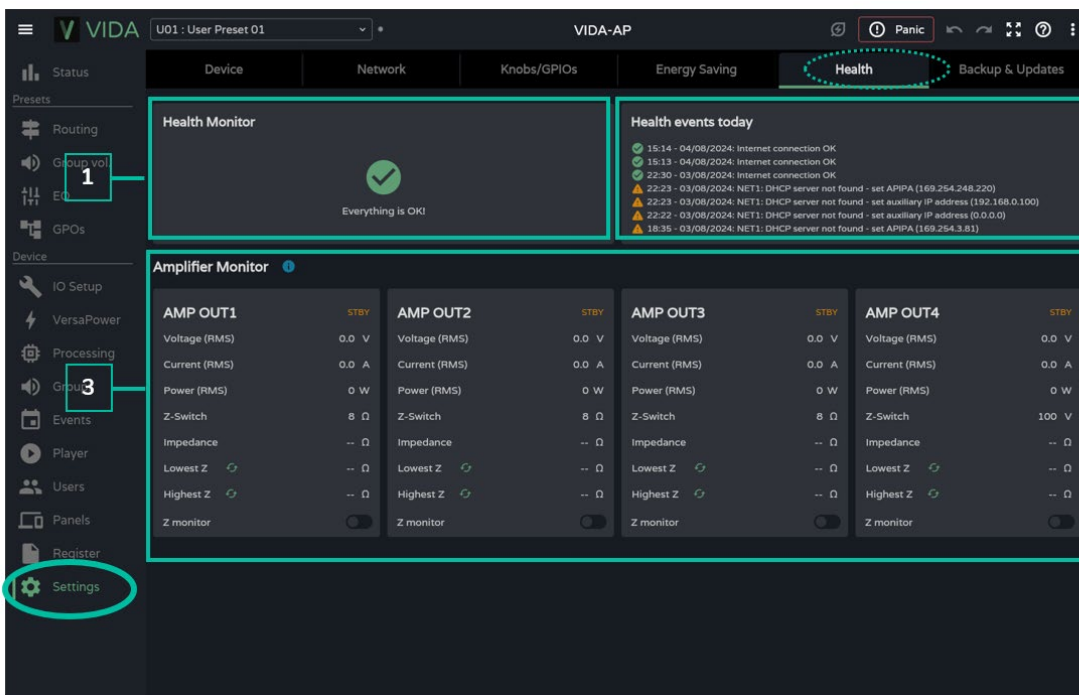 VIDA
U01 : User Preset 01
VIDA-AP
Panic
Status
Device
Network
Knobs/GPIOs
Energy Saving
Health
Backup & Updates
Presets
Routing
Group vol.
EQ
GPOs
Device
IO Setup
VersaPower
Processing
Group
Events
Player
Users
Panels
Register
Settings
1
3
Health Monitor
Everything is OK!
Health events today
15:14 - 04/08/2024: Internet connection OK
15:13 - 04/08/2024: Internet connection OK
22:30 - 03/08/2024: Internet connection OK
22:23 - 03/08/2024: NET1: DHCP server not found - set APIPA (169.254.248.220)
22:23 - 03/08/2024: NET1: DHCP server not found - set auxiliary IP address (192.168.0.100)
22:22 - 03/08/2024: NET1: DHCP server not found - set auxiliary IP address (0.0.0.0)
18:35 - 03/08/2024: NET1: DHCP server not found - set APIPA (169.254.3.81)
Amplifier Monitor
AMP OUT1 STBY
Voltage (RMS) 0.0 V
Current (RMS) 0.0 A
Power (RMS) 0 W
Z-Switch 8 Ω
Impedance -- Ω
Lowest Z -- Ω
Highest Z -- Ω
Z monitor
AMP OUT2 STBY
Voltage (RMS) 0.0 V
Current (RMS) 0.0 A
Power (RMS) 0 W
Z-Switch 8 Ω
Impedance -- Ω
Lowest Z -- Ω
Highest Z -- Ω
Z monitor
AMP OUT3 STBY
Voltage (RMS) 0.0 V
Current (RMS) 0.0 A
Power (RMS) 0 W
Z-Switch 8 Ω
Impedance -- Ω
Lowest Z -- Ω
Highest Z -- Ω
Z monitor
AMP OUT4 STBY
Voltage (RMS) 0.0 V
Current (RMS) 0.0 A
Power (RMS) 0 W
Z-Switch 100 V
Impedance -- Ω
Lowest Z -- Ω
Highest Z -- Ω
Z monitor